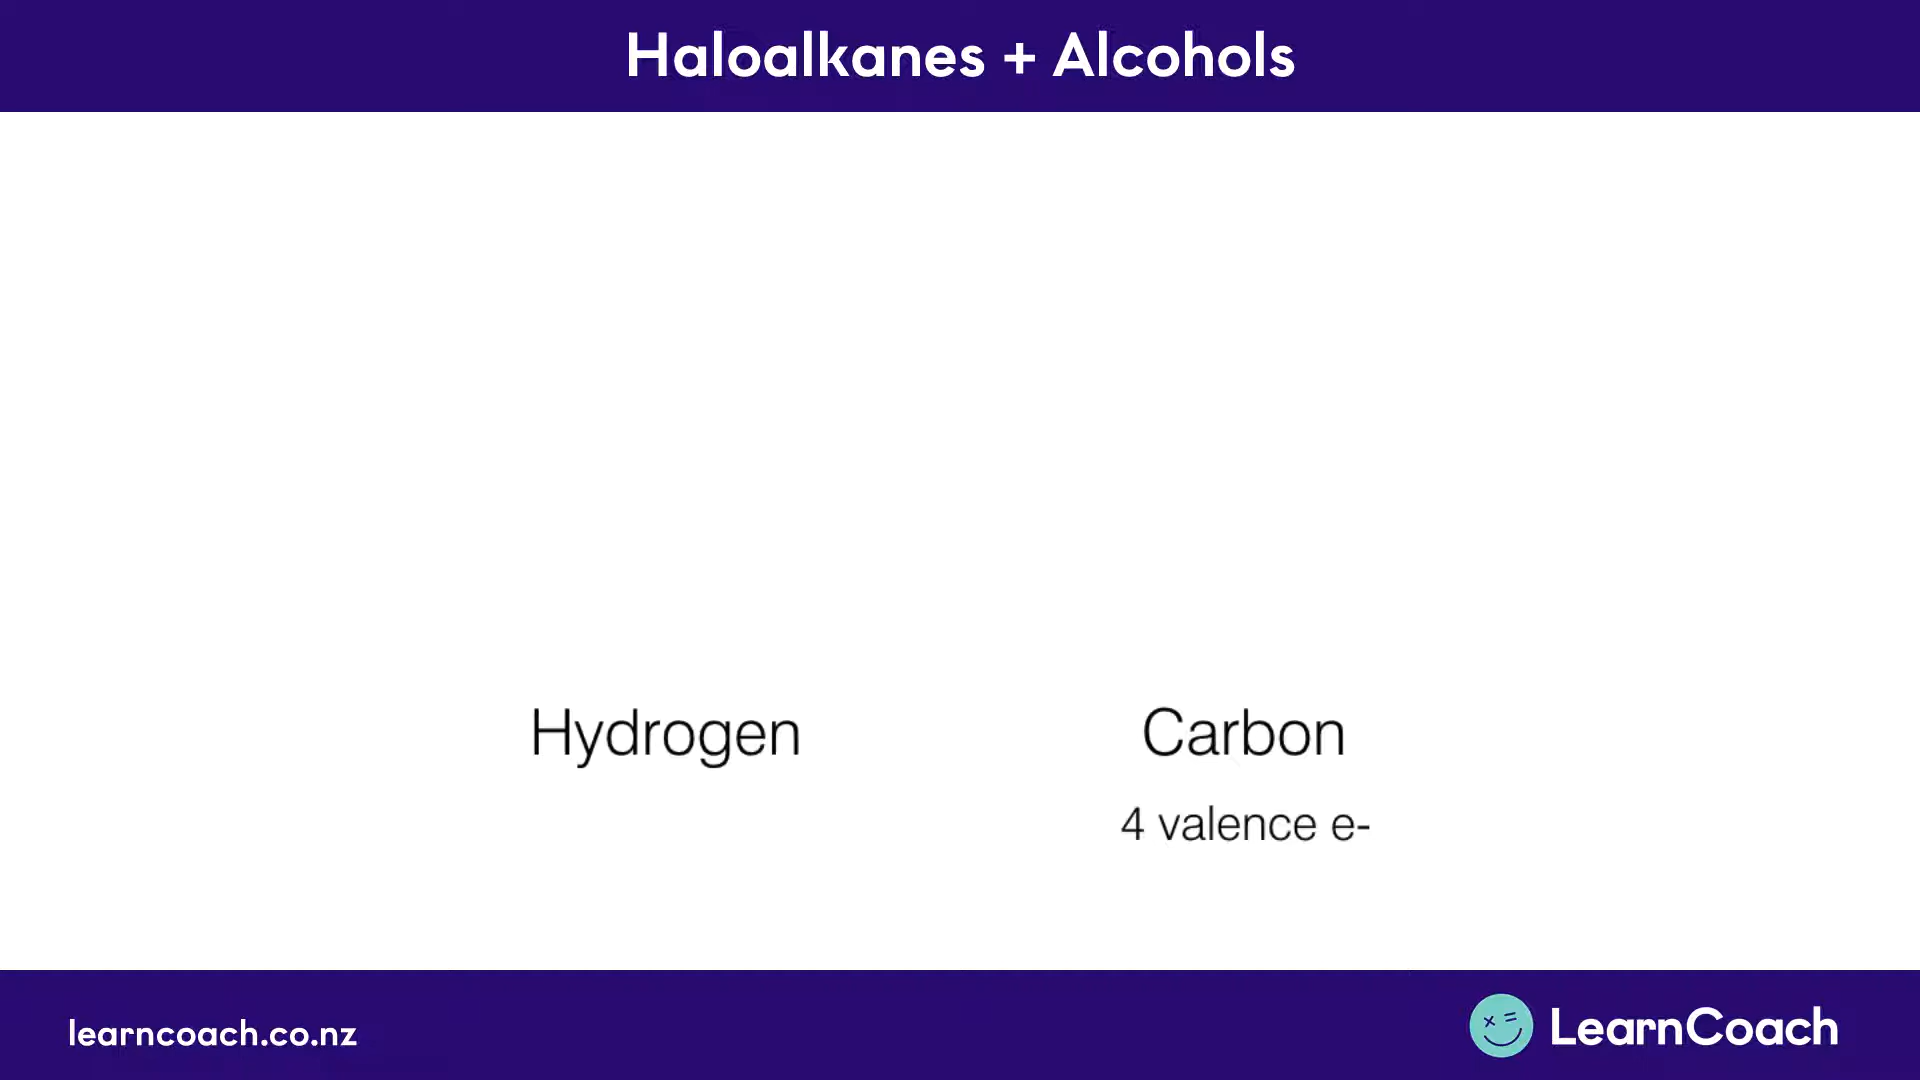 Haloalkanes + Alcohols
Hydrogen
Carbon
4 valence e-
learncoach.co.nz
LearnCoach